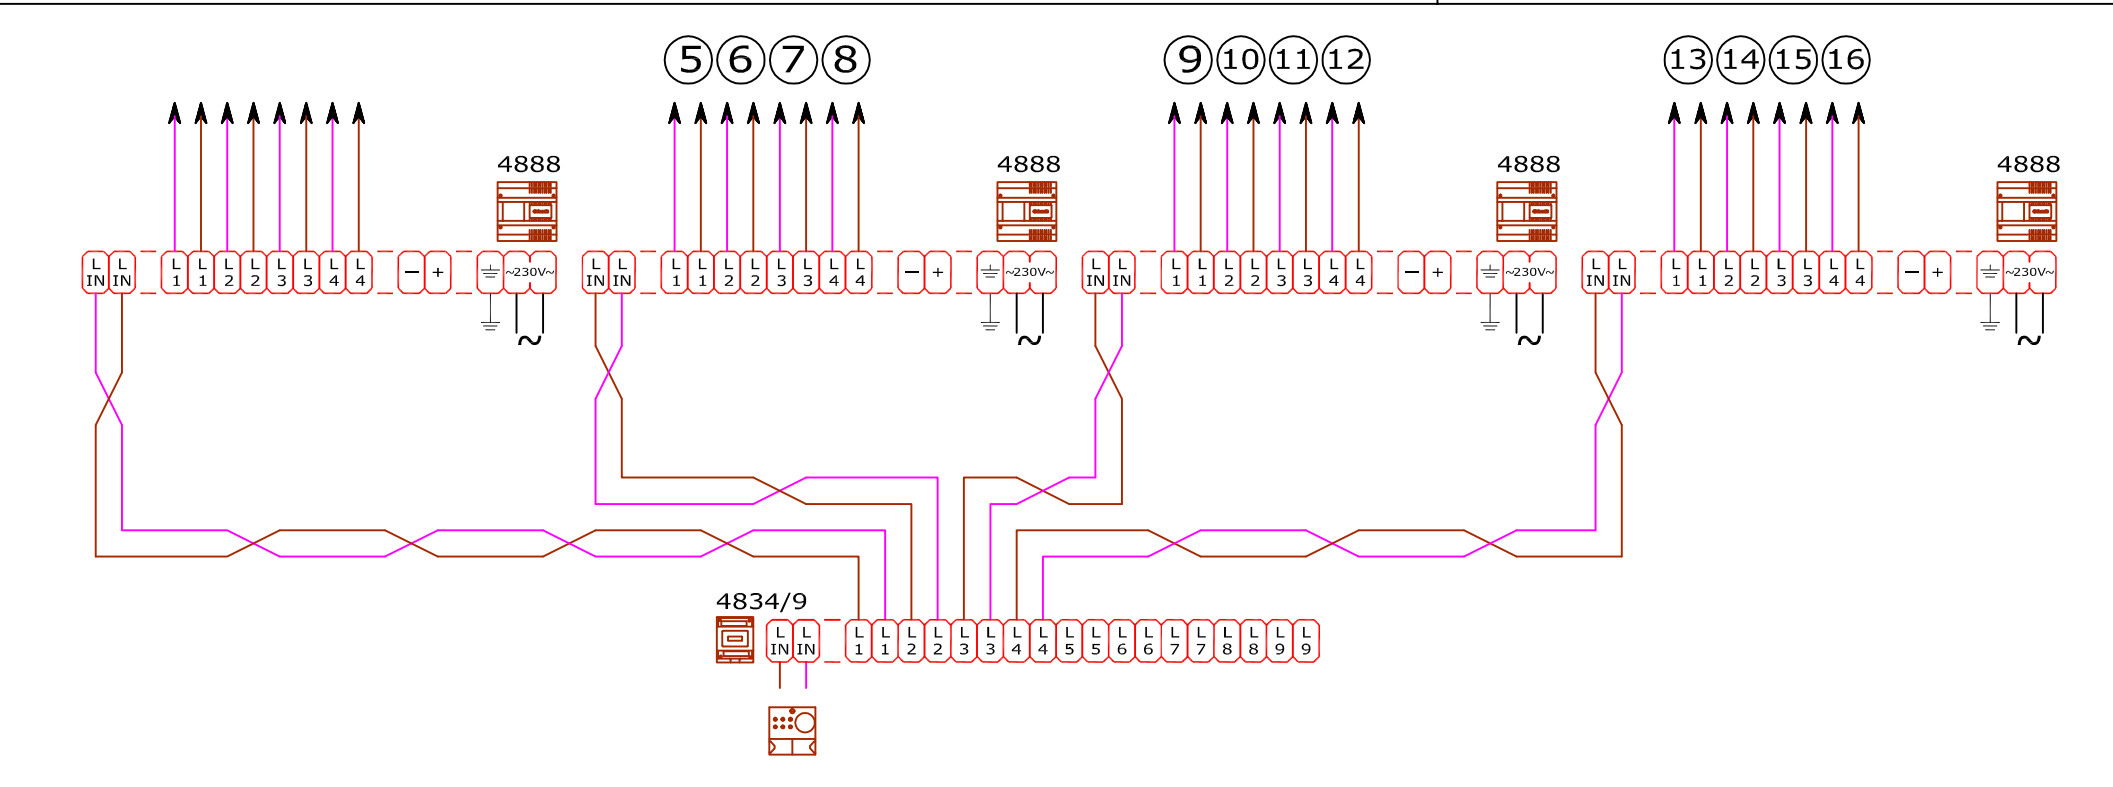 5 6 7 8 9 10 11 12 13 14 15 16
4888 4888 4888 4888
L IN L IN L 1 L 1 L 2 L 2 L 3 L 3 L 4 L 4 − + ~230V~
L IN L IN L 1 L 1 L 2 L 2 L 3 L 3 L 4 L 4 − + ~230V~
L IN L IN L 1 L 1 L 2 L 2 L 3 L 3 L 4 L 4 − + ~230V~
L IN L IN L 1 L 1 L 2 L 2 L 3 L 3 L 4 L 4 − + ~230V~
~ ~ ~ ~
4834/9
L IN L IN L 1 L 1 L 2 L 2 L 3 L 3 L 4 L 4 L 5 L 5 L 6 L 6 L 7 L 7 L 8 L 8 L 9 L 9